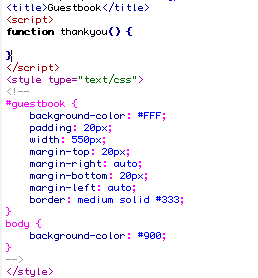 <title>Guestbook</title>
<script>
function thankyou() {

}
</script>
<style type="text/css">
<!--
#guestbook {
    background-color: #FFF;
    padding: 20px;
    width: 550px;
    margin-top: 20px;
    margin-right: auto;
    margin-bottom: 20px;
    margin-left: auto;
    border: medium solid #333;
}
body {
    background-color: #900;
}
-->
</style>